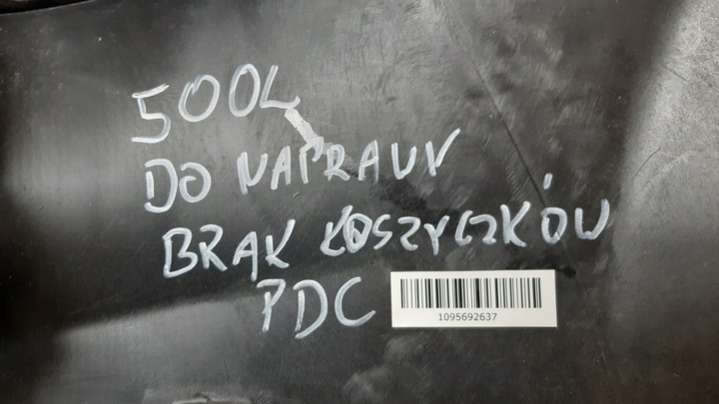 500L
DO NAPRAWY
BRAK KOSZYCZKÓW
PDC
1095692637